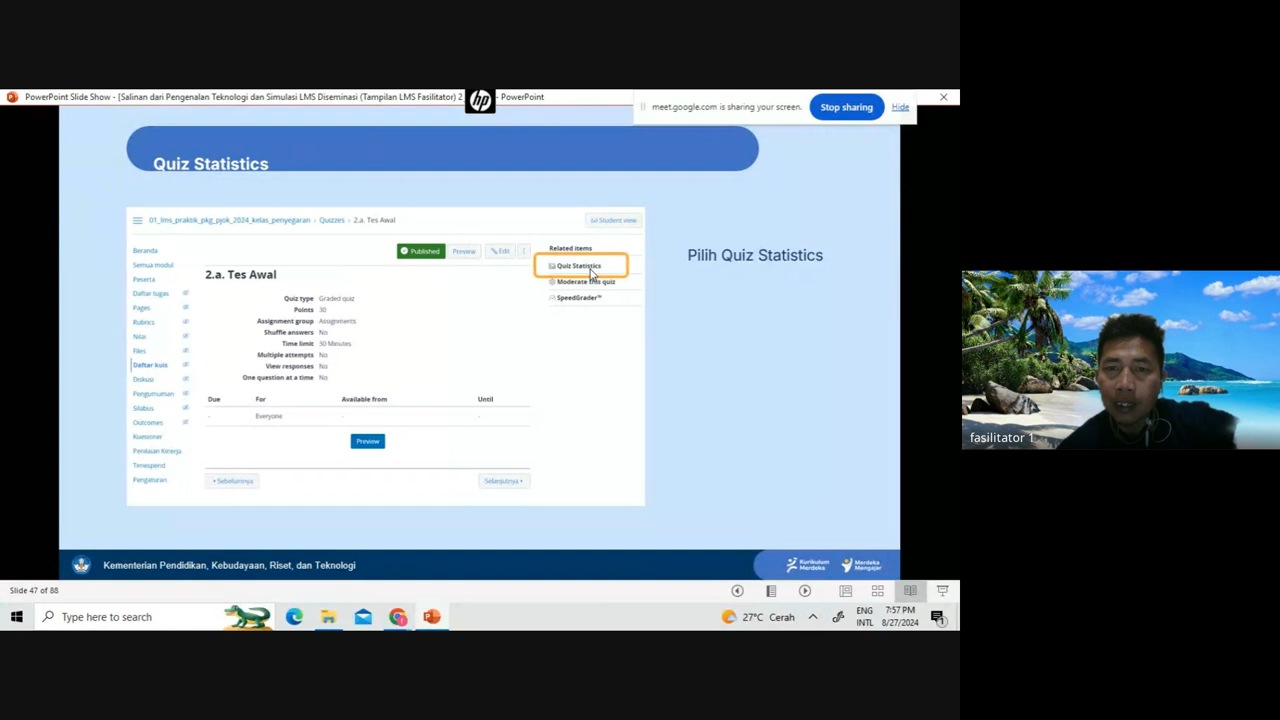 PowerPoint Slide Show - [Salinan dari Pengenalan Teknologi dan Simulasi LMS Diseminasi (Tampilan LMS Fasilitator) 2
- PowerPoint
hp
meet.google.com is sharing your screen.
Stop sharing
Hide
Quiz Statistics
01_lms_praktik_pkg_pjok_2024_kelas_penyegaran > Quizzes > 2.a. Tes Awal
Student view
Beranda
Semua modul
Peserta
Daftar tugas
Pages
Rubrics
Nilai
Files
Daftar kuis
Diskusi
Pengumuman
Silabus
Outcomes
Kuesioner
Penilaian Kinerja
Timespend
Pengaturan
Published
Preview
Edit
2.a. Tes Awal
Quiz type Graded quiz
Points 30
Assignment group Assignments
Shuffle answers No
Time limit 30 Minutes
Multiple attempts No
View responses No
One question at a time No
Due For Available from Until
- Everyone - -
Preview
Sebelumnya
Selanjutnya
Related items
Quiz Statistics
Moderate this quiz
SpeedGrader™
Pilih Quiz Statistics
Kementerian Pendidikan, Kebudayaan, Riset, dan Teknologi
Kurikulum
Merdeka
Merdeka
Mengajar
Slide 47 of 88
Type here to search
27°C Cerah
ENG
INTL
7:57 PM
8/27/2024
fasilitator 1